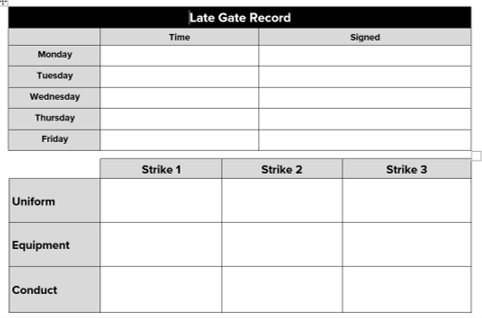 Late Gate Record
Time Signed
Monday
Tuesday
Wednesday
Thursday
Friday
Strike 1 Strike 2 Strike 3
Uniform
Equipment
Conduct